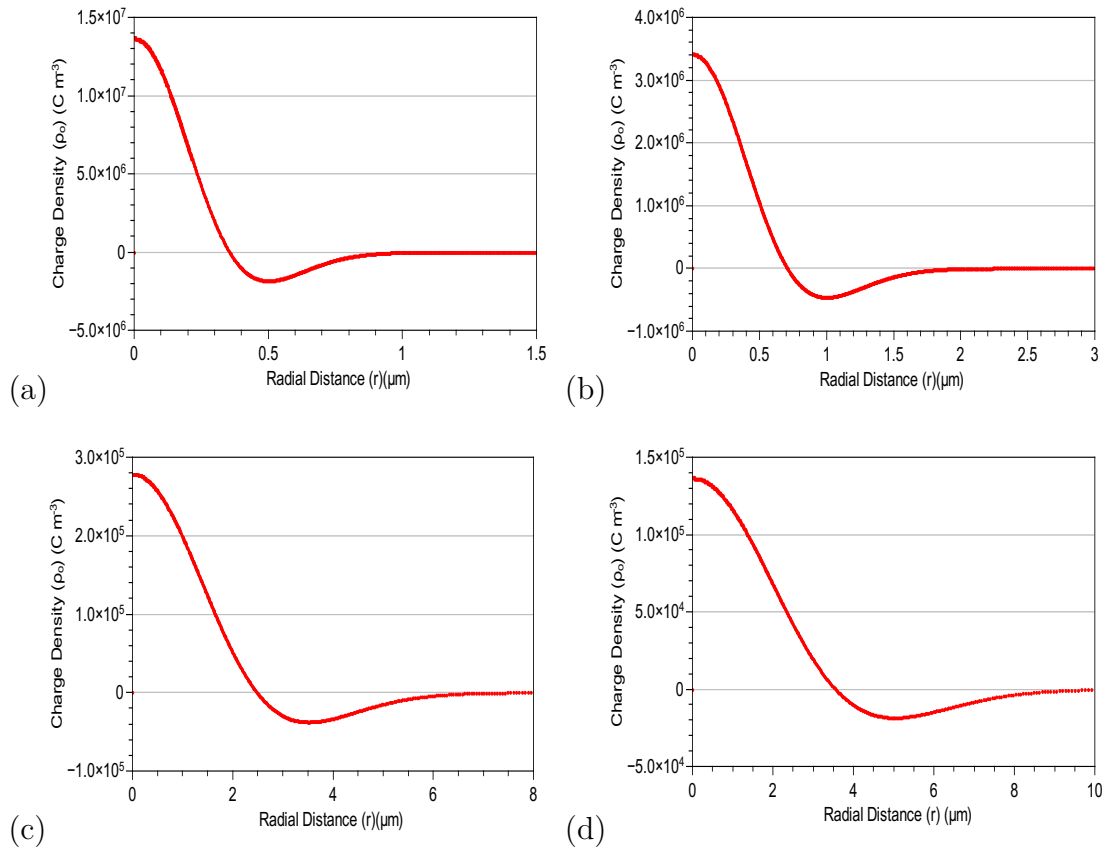 1.5×10⁷
1.0×10⁷
5.0×10⁶
0
−5.0×10⁶
Charge Density (ρₒ) (C m⁻³)
0 0.5 1 1.5
Radial Distance (r)(µm)
(a)
4.0×10⁶
3.0×10⁶
2.0×10⁶
1.0×10⁶
0
−1.0×10⁶
Charge Density (ρₒ) (C m⁻³)
0 0.5 1 1.5 2 2.5 3
Radial Distance (r)(µm)
(b)
3.0×10⁵
2.0×10⁵
1.0×10⁵
0
−1.0×10⁵
Charge Density (ρₒ) (C m⁻³)
0 2 4 6 8
Radial Distance (r)(µm)
(c)
1.5×10⁵
1.0×10⁵
5.0×10⁴
0
−5.0×10⁴
Charge Density (ρₒ) (C m⁻³)
0 2 4 6 8 10
Radial Distance (r) (µm)
(d)